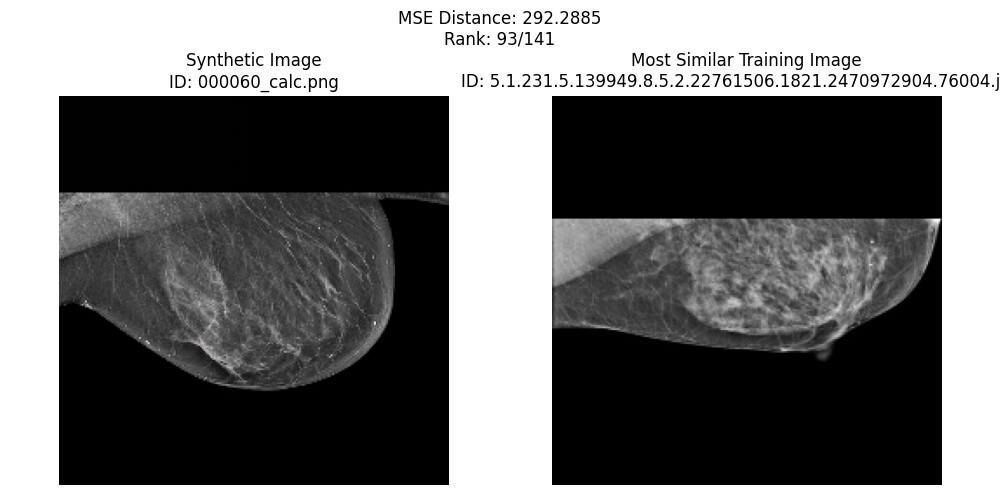 MSE Distance: 292.2885
Rank: 93/141
Synthetic Image
ID: 000060_calc.png
Most Similar Training Image
ID: 5.1.231.5.139949.8.5.2.22761506.1821.2470972904.76004.j